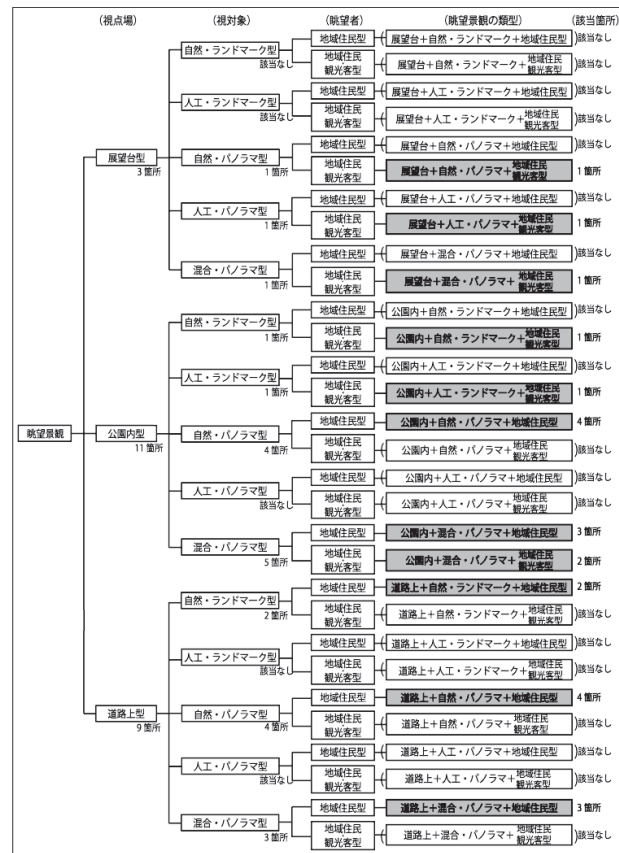 （視点場）　（視対象）　（眺望者）　（眺望景観の類型）　（該当箇所）
眺望景観
展望台型
3 箇所
自然・ランドマーク型
該当なし
地域住民型
展望台＋自然・ランドマーク＋地域住民型
該当なし
地域住民
観光客型
展望台＋自然・ランドマーク＋地域住民
観光客型
該当なし
人工・ランドマーク型
該当なし
地域住民型
展望台＋人工・ランドマーク＋地域住民型
該当なし
地域住民
観光客型
展望台＋人工・ランドマーク＋地域住民
観光客型
該当なし
自然・パノラマ型
1 箇所
地域住民型
展望台＋自然・パノラマ＋地域住民型
該当なし
地域住民
観光客型
展望台＋自然・パノラマ＋地域住民
観光客型
1 箇所
人工・パノラマ型
1 箇所
地域住民型
展望台＋人工・パノラマ＋地域住民型
該当なし
地域住民
観光客型
展望台＋人工・パノラマ＋地域住民
観光客型
1 箇所
混合・パノラマ型
1 箇所
地域住民型
展望台＋混合・パノラマ＋地域住民型
該当なし
地域住民
観光客型
展望台＋混合・パノラマ＋地域住民
観光客型
1 箇所
公園内型
11 箇所
自然・ランドマーク型
1 箇所
地域住民型
公園内＋自然・ランドマーク＋地域住民型
該当なし
地域住民
観光客型
公園内＋自然・ランドマーク＋地域住民
観光客型
1 箇所
人工・ランドマーク型
1 箇所
地域住民型
公園内＋人工・ランドマーク＋地域住民型
該当なし
地域住民
観光客型
公園内＋人工・ランドマーク＋地域住民
観光客型
1 箇所
自然・パノラマ型
4 箇所
地域住民型
公園内＋自然・パノラマ＋地域住民型
4 箇所
地域住民
観光客型
公園内＋自然・パノラマ＋地域住民
観光客型
該当なし
人工・パノラマ型
該当なし
地域住民型
公園内＋人工・パノラマ＋地域住民型
該当なし
地域住民
観光客型
公園内＋人工・パノラマ＋地域住民
観光客型
該当なし
混合・パノラマ型
5 箇所
地域住民型
公園内＋混合・パノラマ＋地域住民型
3 箇所
地域住民
観光客型
公園内＋混合・パノラマ＋地域住民
観光客型
2 箇所
道路上型
9 箇所
自然・ランドマーク型
2 箇所
地域住民型
道路上＋自然・ランドマーク＋地域住民型
2 箇所
地域住民
観光客型
道路上＋自然・ランドマーク＋地域住民
観光客型
該当なし
人工・ランドマーク型
該当なし
地域住民型
道路上＋人工・ランドマーク＋地域住民型
該当なし
地域住民
観光客型
道路上＋人工・ランドマーク＋地域住民
観光客型
該当なし
自然・パノラマ型
4 箇所
地域住民型
道路上＋自然・パノラマ＋地域住民型
4 箇所
地域住民
観光客型
道路上＋自然・パノラマ＋地域住民
観光客型
該当なし
人工・パノラマ型
該当なし
地域住民型
道路上＋人工・パノラマ＋地域住民型
該当なし
地域住民
観光客型
道路上＋人工・パノラマ＋地域住民
観光客型
該当なし
混合・パノラマ型
3 箇所
地域住民型
道路上＋混合・パノラマ＋地域住民型
3 箇所
地域住民
観光客型
道路上＋混合・パノラマ＋地域住民
観光客型
該当なし